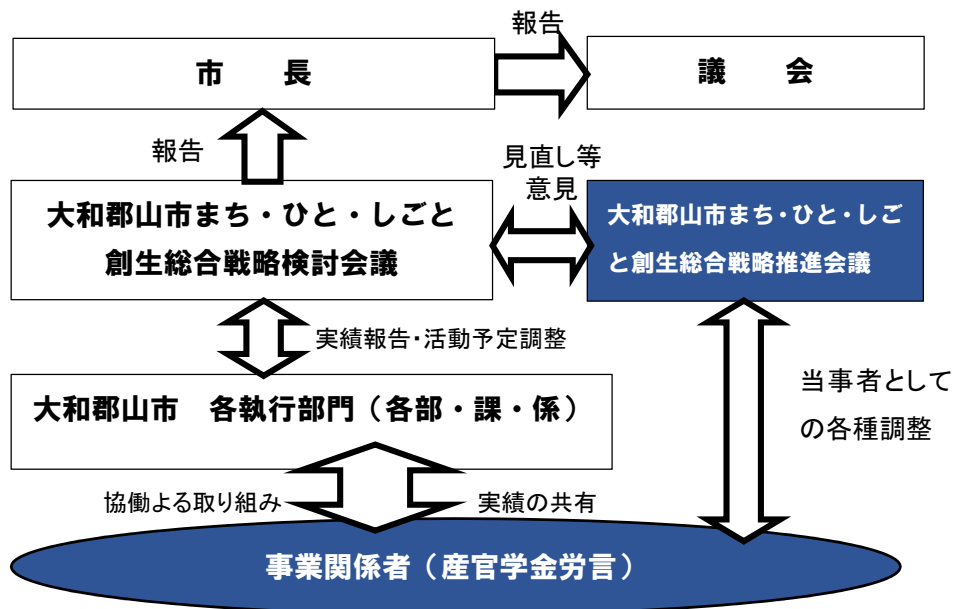 報告
市　　長
議　　会
報告
見直し等
意見
大和郡山市まち・ひと・しごと
創生総合戦略検討会議
大和郡山市まち・ひと・しご
と創生総合戦略推進会議
実績報告・活動予定調整
大和郡山市　各執行部門（各部・課・係）
当事者として
の各種調整
協働よる取り組み
実績の共有
事業関係者（産官学金労言）